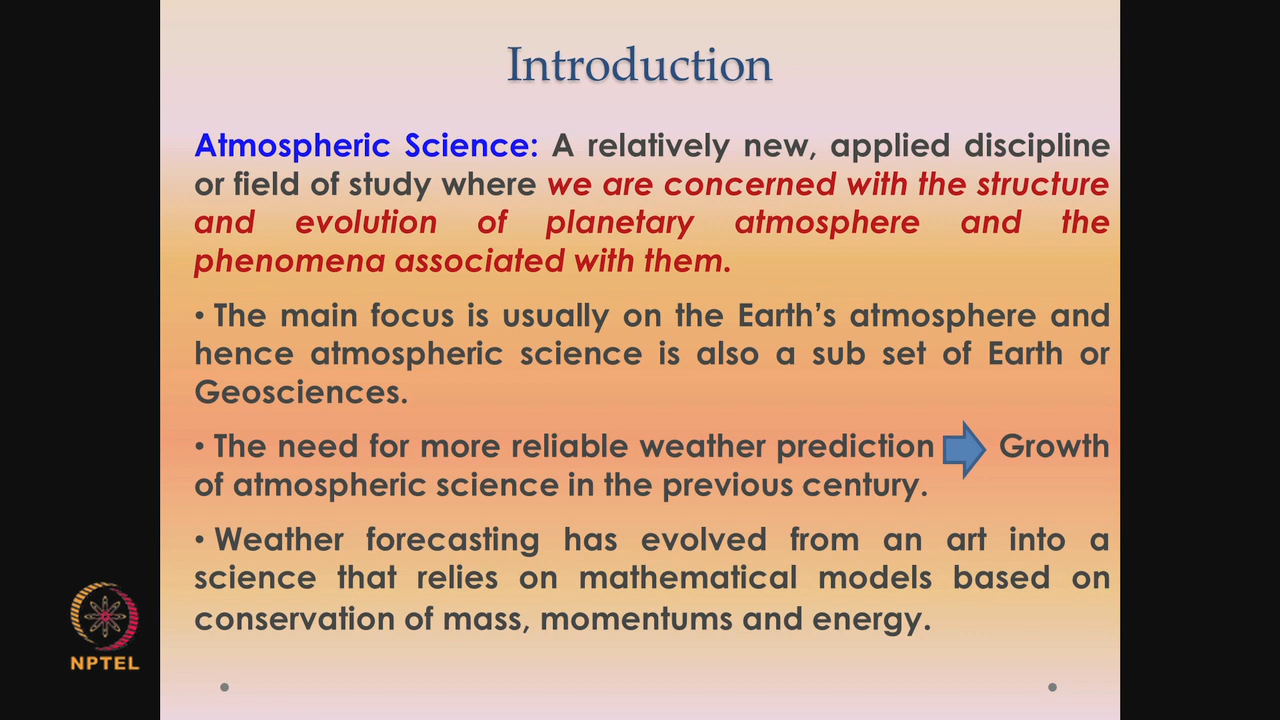 Introduction
Atmospheric Science: A relatively new, applied discipline
or field of study where we are concerned with the structure
and evolution of planetary atmosphere and the
phenomena associated with them.
• The main focus is usually on the Earth’s atmosphere and
hence atmospheric science is also a sub set of Earth or
Geosciences.
• The need for more reliable weather prediction Growth
of atmospheric science in the previous century.
• Weather forecasting has evolved from an art into a
science that relies on mathematical models based on
conservation of mass, momentums and energy.
NPTEL